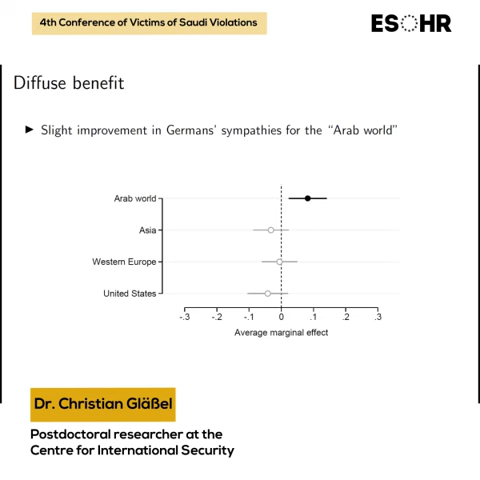 4th Conference of Victims of Saudi Violations
ESOHR
Diffuse benefit
▶ Slight improvement in Germans' sympathies for the “Arab world”
Arab world
Asia
Western Europe
United States
-.3 -.2 -.1 0 .1 .2 .3
Average marginal effect
Dr. Christian Gläßel
Postdoctoral researcher at the
Centre for International Security